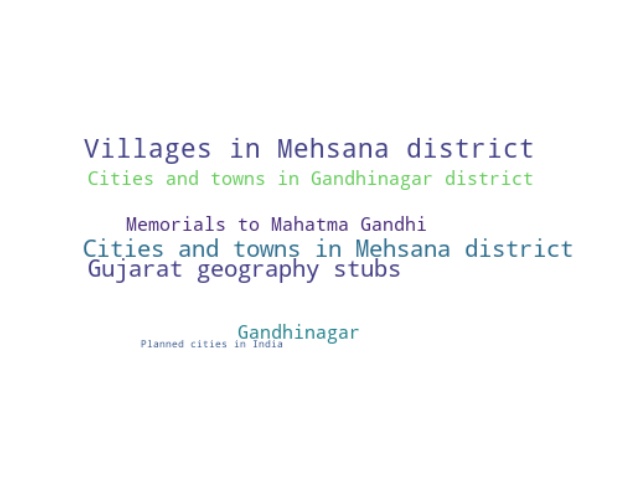 Villages in Mehsana district
Cities and towns in Gandhinagar district
Memorials to Mahatma Gandhi
Cities and towns in Mehsana district
Gujarat geography stubs
Gandhinagar
Planned cities in India